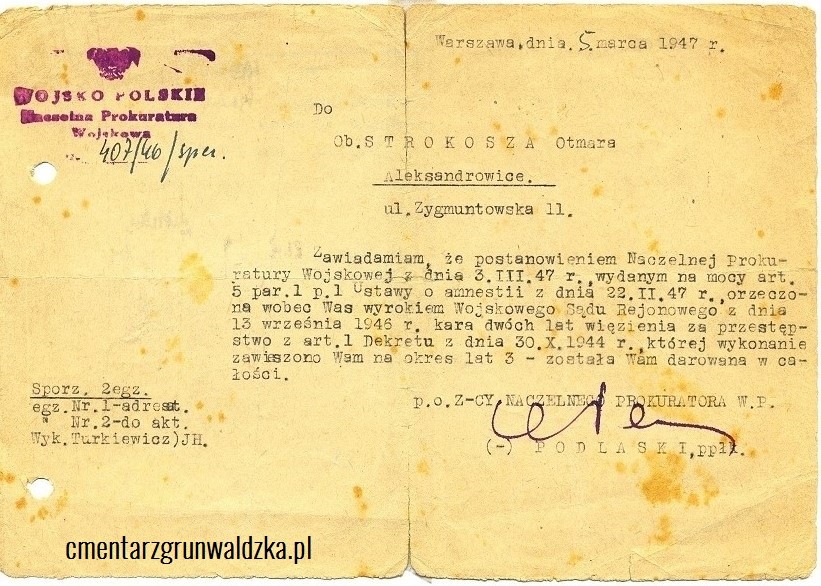 Warszawa,dnia.5.marca 1947 r.
WOJSKO POLSKIE
Naczelna Prokuratura
Wojskowa
407/46/sper.
Do
Ob.S T R O K O S Z A Otmara
Aleksandrowice.
ul.Zygmuntowska 11.
Zawiadamiam, że postanowieniem Naczelnej Proku-
ratury Wojskowej z dnia 3.III.47 r.,wydanym na mocy art.
5 par.1 p.1 Ustawy o amnestii z dnia 22.II.47 r.,orzeczo-
na wobec Was wyrokiem Wojskowego Sądu Rejonowego z dnia
13 września 1946 r. kara dwóch lat więzienia za przestęp-
stwo z art.1 Dekretu z dnia 30.X.1944 r.,której wykonanie
zawieszono Wam na okres lat 3 - została Wam darowana w ca-
łości.
Sporz. 2egz.
egz.Nr.1-adresat.
" Nr.2-do akt.
Wyk.Turkiewicz)JH.
p.o.Z-CY NACZELNEGO PROKURATORA W.P.
(-) P O D L A S K I,ppłk.
cmentarzgrunwaldzka.pl